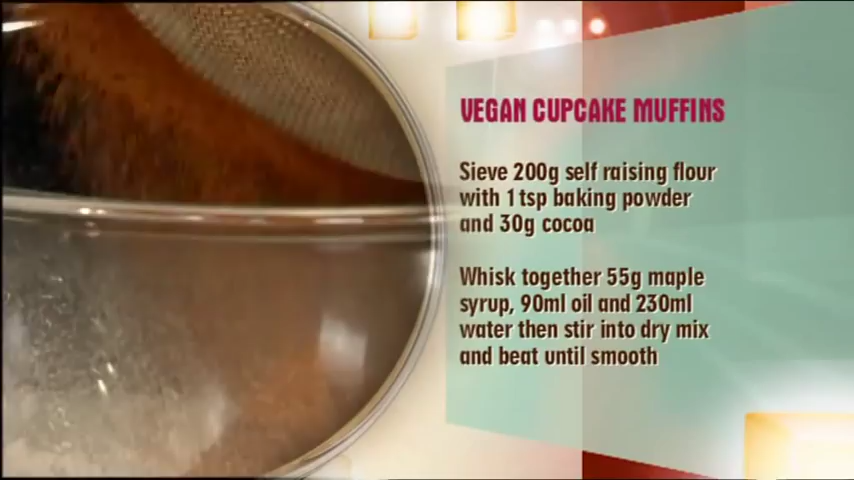 VEGAN CUPCAKE MUFFINS
Sieve 200g self raising flour
with 1 tsp baking powder
and 30g cocoa
Whisk together 55g maple
syrup, 90ml oil and 230ml
water then stir into dry mix
and beat until smooth